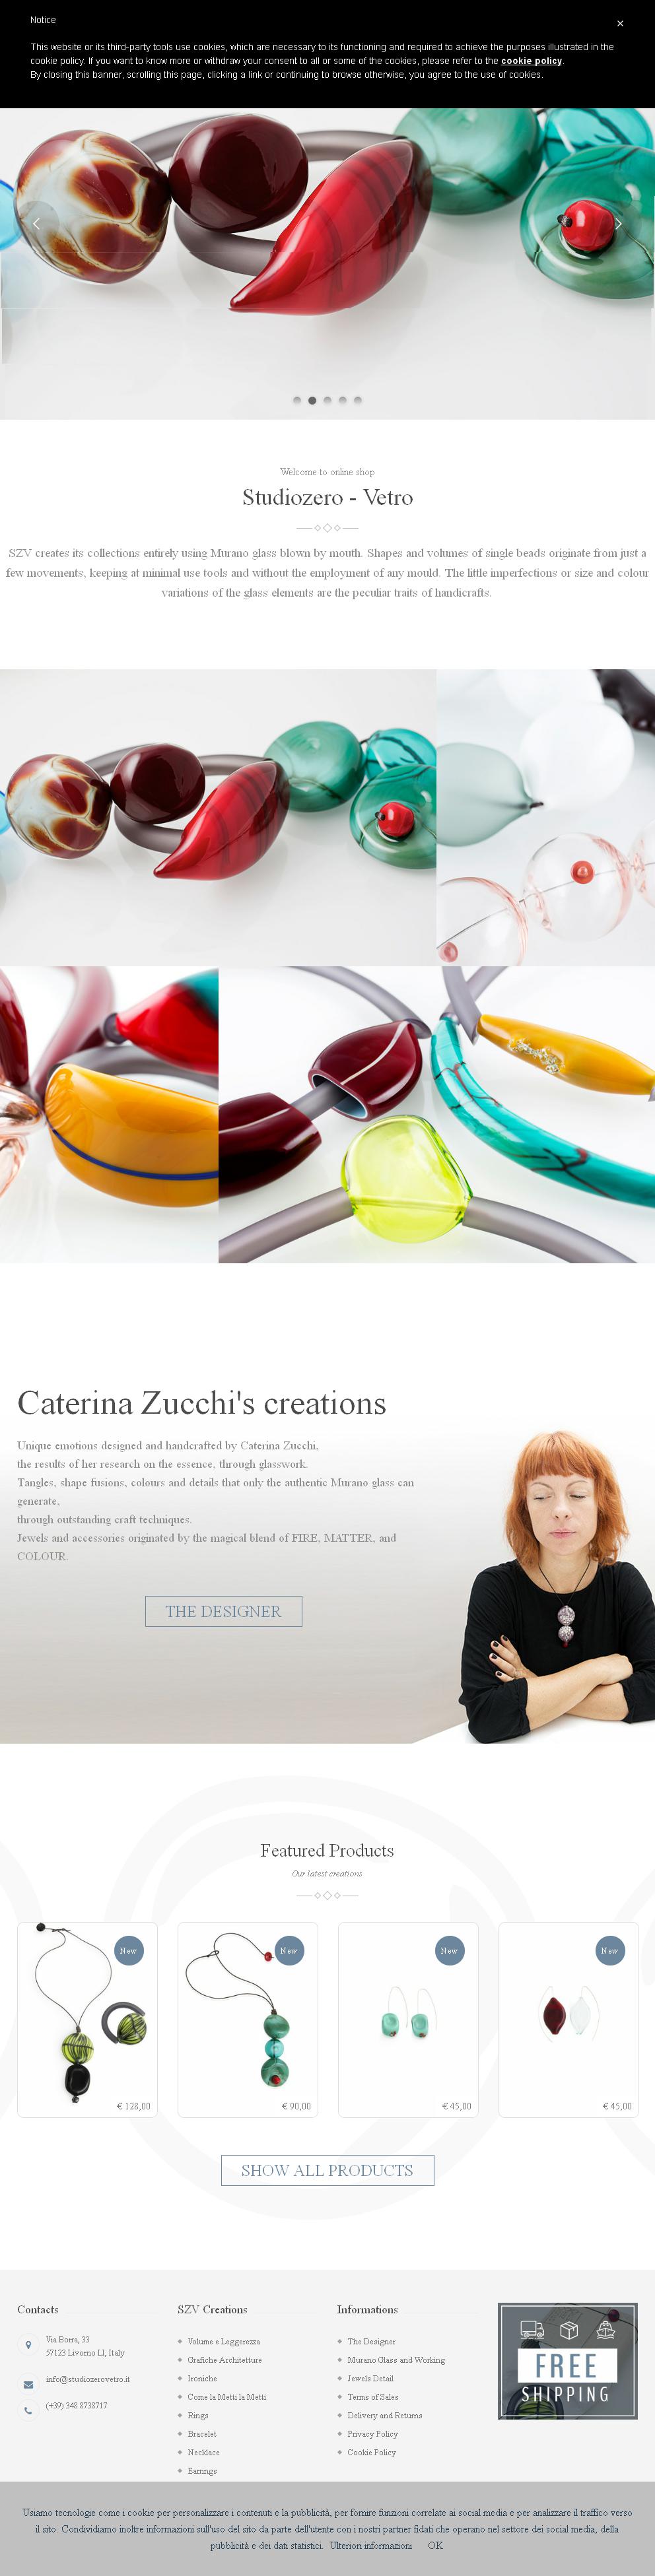 Notice
×
This website or its third-party tools use cookies, which are necessary to its functioning and required to achieve the purposes illustrated in the
cookie policy. If you want to know more or withdraw your consent to all or some of the cookies, please refer to the cookie policy.
By closing this banner, scrolling this page, clicking a link or continuing to browse otherwise, you agree to the use of cookies.
Welcome to online shop
Studiozero - Vetro
SZV creates its collections entirely using Murano glass blown by mouth. Shapes and volumes of single beads originate from just a
few movements, keeping at minimal use tools and without the employment of any mould. The little imperfections or size and colour
variations of the glass elements are the peculiar traits of handicrafts.
Caterina Zucchi's creations
Unique emotions designed and handcrafted by Caterina Zucchi,
the results of her research on the essence, through glasswork.
Tangles, shape fusions, colours and details that only the authentic Murano glass can
generate,
through outstanding craft techniques.
Jewels and accessories originated by the magical blend of FIRE, MATTER, and
COLOUR.
THE DESIGNER
Featured Products
Our latest creations
New
New
New
New
€ 128,00
€ 90,00
€ 45,00
€ 45,00
SHOW ALL PRODUCTS
Contacts
Via Borra, 33
57123 Livorno LI, Italy
info@studiozerovetro.it
(+39) 348 8738717
SZV Creations
Volume e Leggerezza
Grafiche Architetture
Ironiche
Come la Metti la Metti
Rings
Bracelet
Necklace
Earrings
Informations
The Designer
Murano Glass and Working
Jewels Detail
Terms of Sales
Delivery and Returns
Privacy Policy
Cookie Policy
FREE
SHIPPING
Usiamo tecnologie come i cookie per personalizzare i contenuti e la pubblicità, per fornire funzioni correlate ai social media e per analizzare il traffico verso
il sito. Condividiamo inoltre informazioni sull'uso del sito da parte dell'utente con i nostri partner fidati che operano nel settore dei social media, della
pubblicità e dei dati statistici. Ulteriori informazioni OK